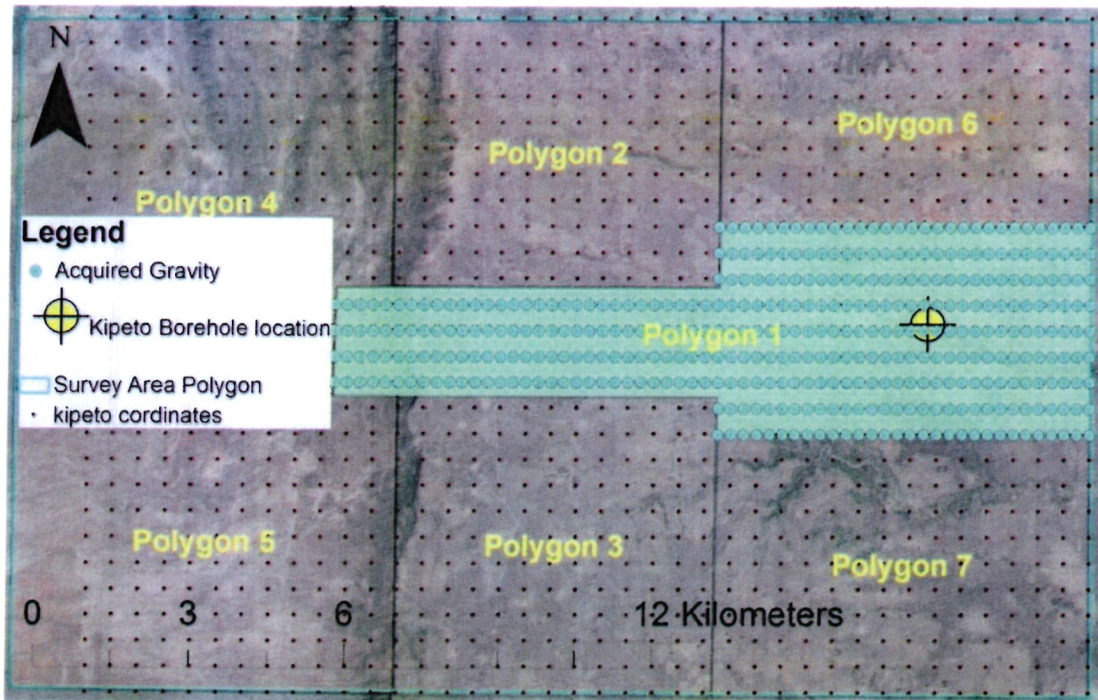 N
Polygon 6
Polygon 2
Polygon 4
Legend
Acquired Gravity
Kipeto Borehole location
Survey Area Polygon
kipeto cordinates
Polygon 1
Polygon 5
Polygon 3
Polygon 7
0 3 6 12 Kilometers